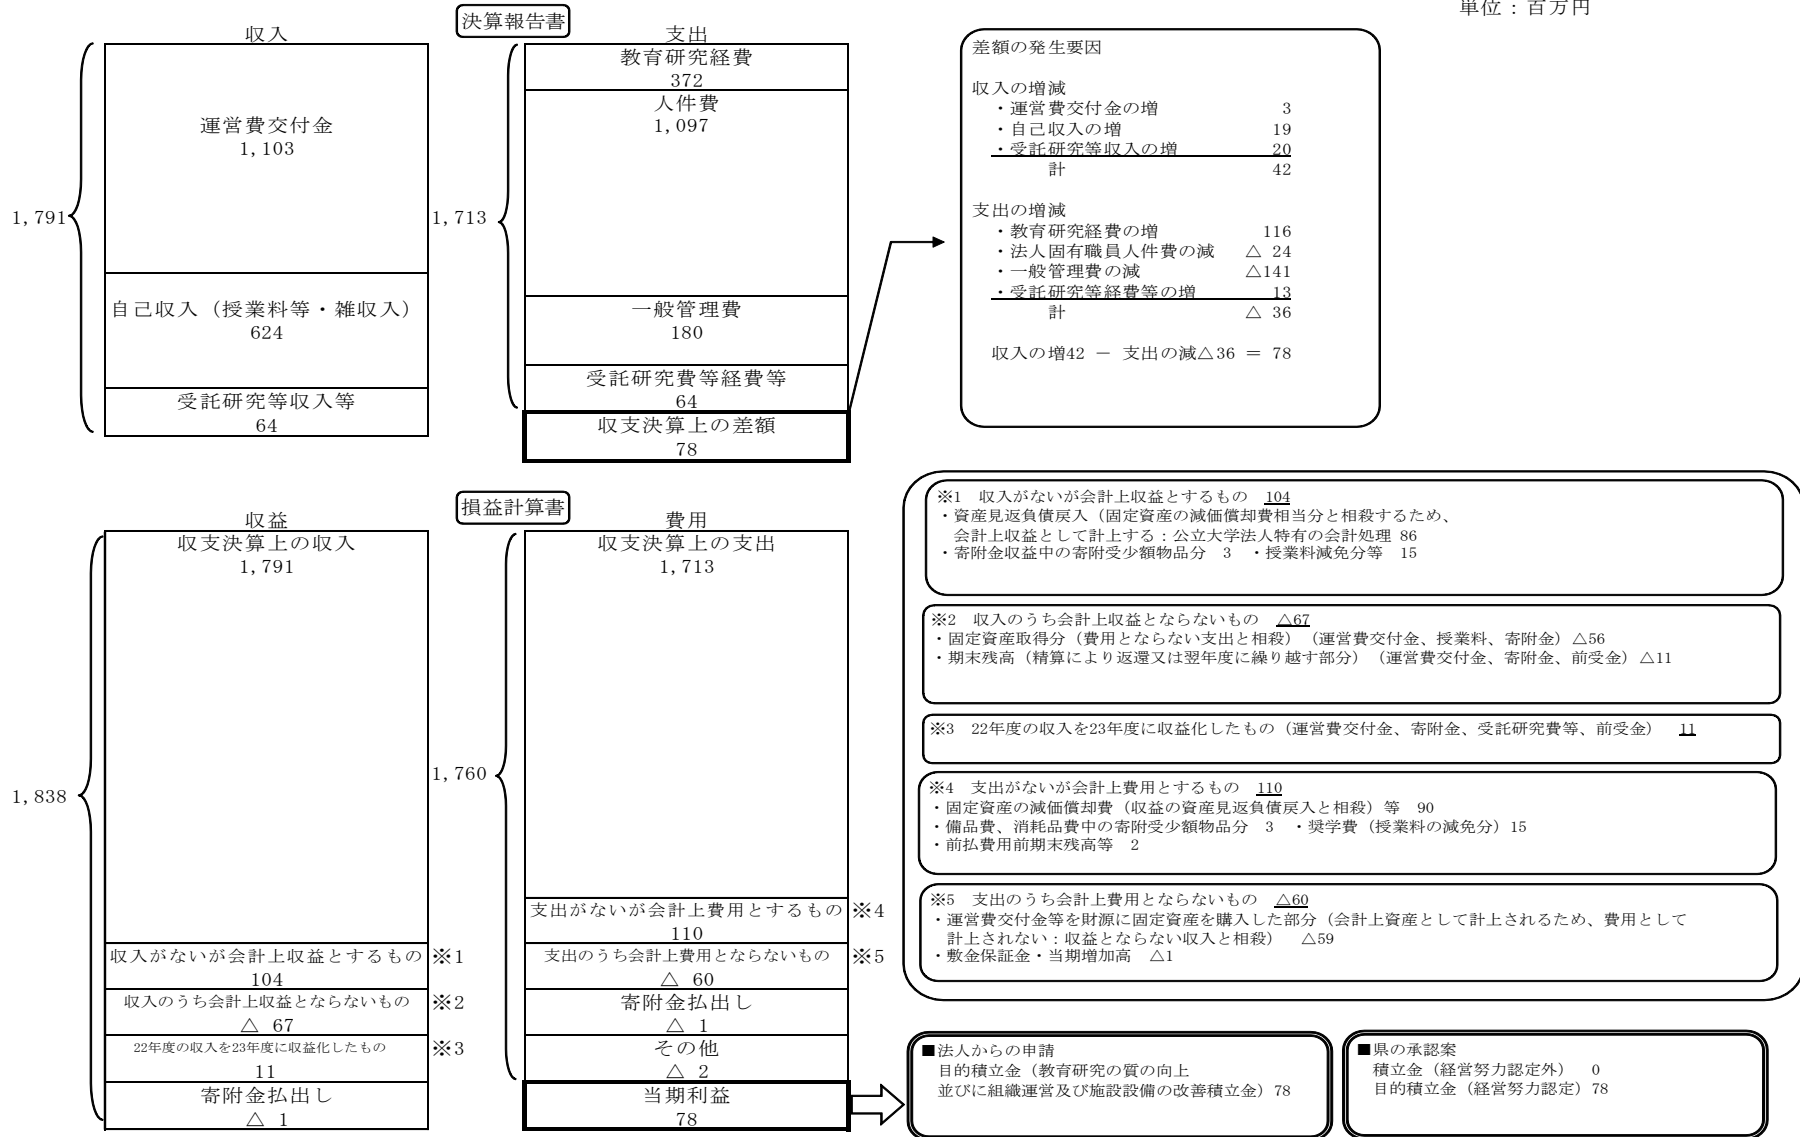 単位：百万円
決算報告書
収入
運営費交付金
1,103
自己収入（授業料等・雑収入）
624
受託研究等収入等
64
1,791
支出
教育研究経費
372
人件費
1,097
一般管理費
180
受託研究費等経費等
64
収支決算上の差額
78
1,713
差額の発生要因
収入の増減
・運営費交付金の増 3
・自己収入の増 19
・受託研究等収入の増 20
計 42
支出の増減
・教育研究経費の増 116
・法人固有職員人件費の減 △ 24
・一般管理費の減 △141
・受託研究等経費等の増 13
計 △ 36
収入の増42 － 支出の減△36 ＝ 78
損益計算書
収益
収支決算上の収入
1,791
収入がないが会計上収益とするもの ※1
104
収入のうち会計上収益とならないもの ※2
△ 67
22年度の収入を23年度に収益化したもの ※3
11
寄附金払出し
△ 1
1,838
費用
収支決算上の支出
1,713
支出がないが会計上費用とするもの ※4
110
支出のうち会計上費用とならないもの ※5
△ 60
寄附金払出し
△ 1
その他
△ 2
当期利益
78
1,760
※1 収入がないが会計上収益とするもの 104
・資産見返負債戻入（固定資産の減価償却費相当分と相殺するため、
会計上収益として計上する：公立大学法人特有の会計処理 86
・寄附金収益中の寄附受少額物品分 3 ・授業料減免分等 15
※2 収入のうち会計上収益とならないもの △67
・固定資産取得分（費用とならない支出と相殺）（運営費交付金、授業料、寄附金）△56
・期末残高（精算により返還又は翌年度に繰り越す部分）（運営費交付金、寄附金、前受金）△11
※3 22年度の収入を23年度に収益化したもの（運営費交付金、寄附金、受託研究費等、前受金） 11
※4 支出がないが会計上費用とするもの 110
・固定資産の減価償却費（収益の資産見返負債戻入と相殺）等 90
・備品費、消耗品費中の寄附受少額物品分 3 ・奨学費（授業料の減免分）15
・前払費用前期末残高等 2
※5 支出のうち会計上費用とならないもの △60
・運営費交付金等を財源に固定資産を購入した部分（会計上資産として計上されるため、費用として
計上されない：収益とならない収入と相殺） △59
・敷金保証金・当期増加高 △1
■法人からの申請
目的積立金（教育研究の質の向上
並びに組織運営及び施設設備の改善積立金）78
■県の承認案
積立金（経営努力認定外） 0
目的積立金（経営努力認定）78